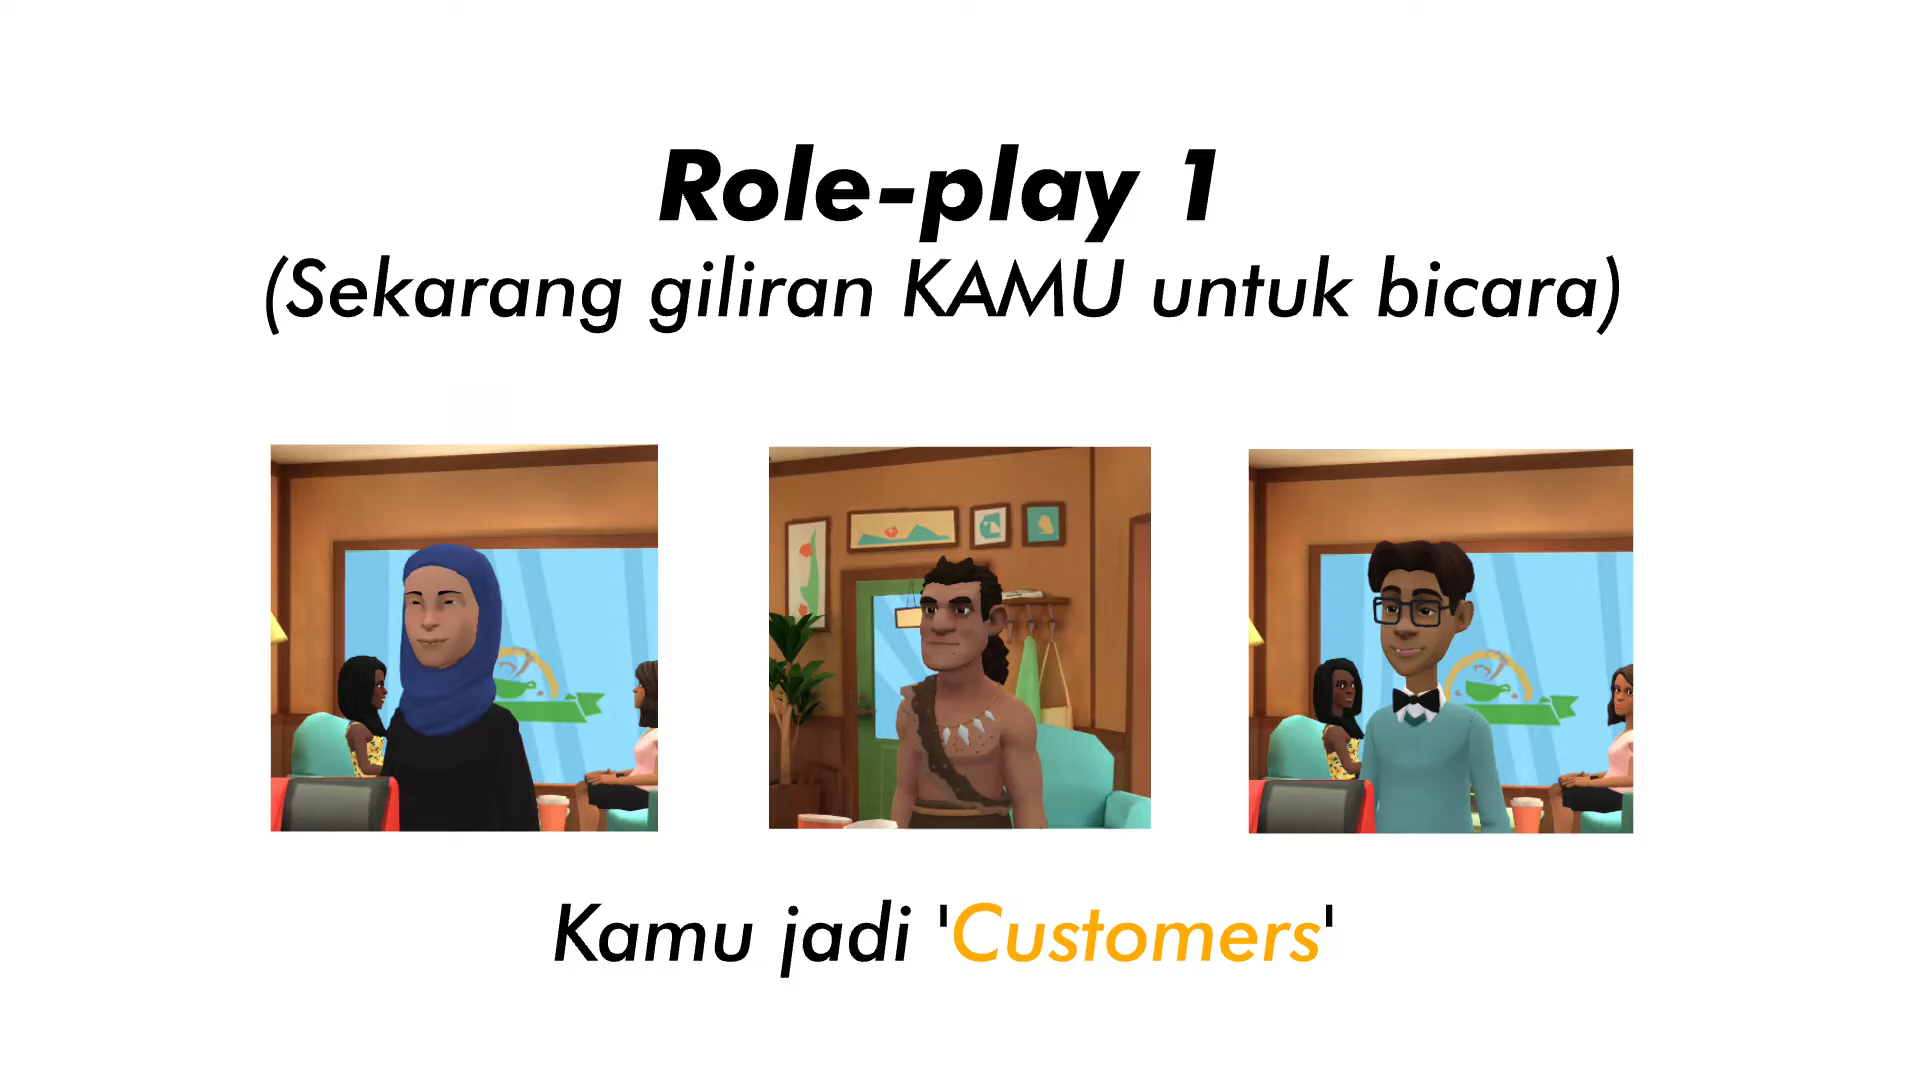 Role-play 1
(Sekarang giliran KAMU untuk bicara)
Kamu jadi 'Customers'